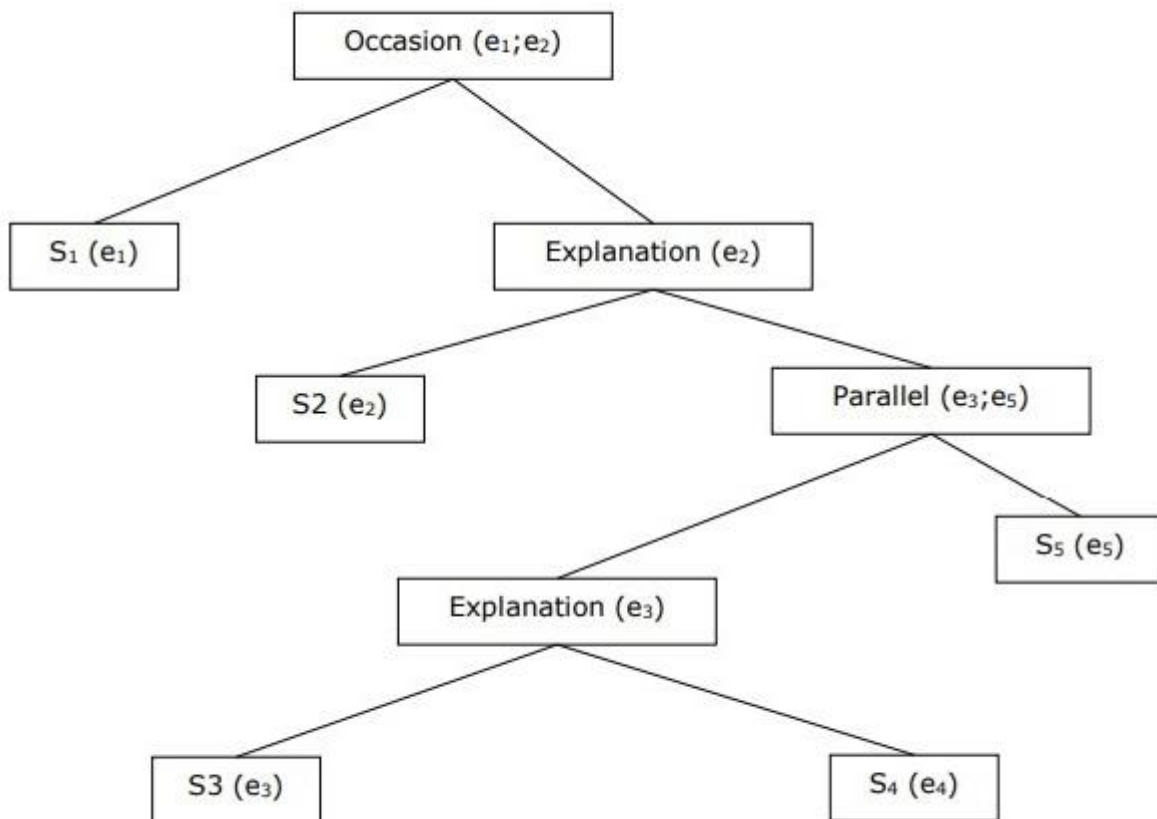 Occasion (e₁;e₂)
S₁ (e₁)
Explanation (e₂)
S2 (e₂)
Parallel (e₃;e₅)
S₅ (e₅)
Explanation (e₃)
S3 (e₃)
S₄ (e₄)